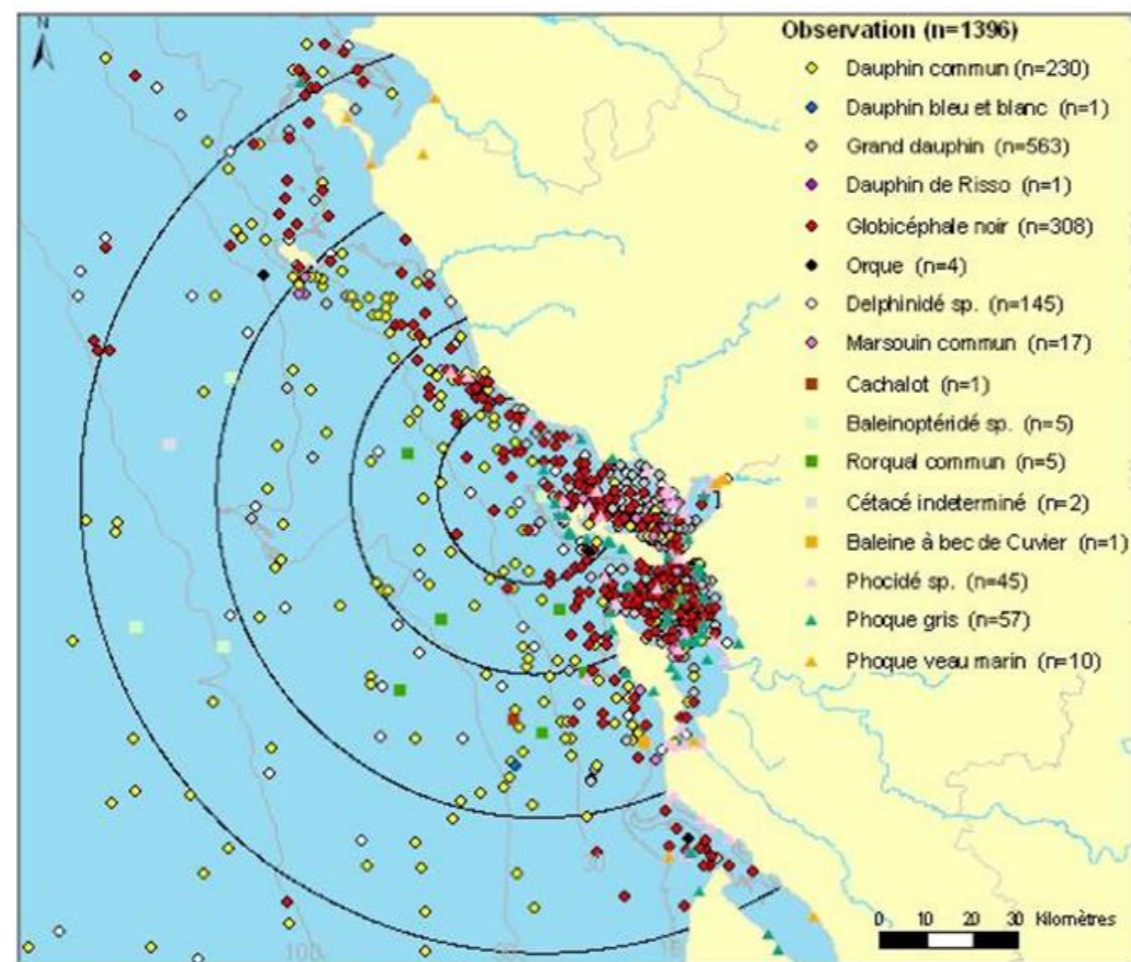 N
Observation (n=1396)
Dauphin commun (n=230)
Dauphin bleu et blanc (n=1)
Grand dauphin (n=563)
Dauphin de Risso (n=1)
Globicéphale noir (n=308)
Orque (n=4)
Delphinidé sp. (n=145)
Marsouin commun (n=17)
Cachalot (n=1)
Baleinoptéridé sp. (n=5)
Rorqual commun (n=5)
Cétacé indeterminé (n=2)
Baleine à bec de Cuvier (n=1)
Phocidé sp. (n=45)
Phoque gris (n=57)
Phoque veau marin (n=10)
30
0 10 20 30 Kilomètres
100